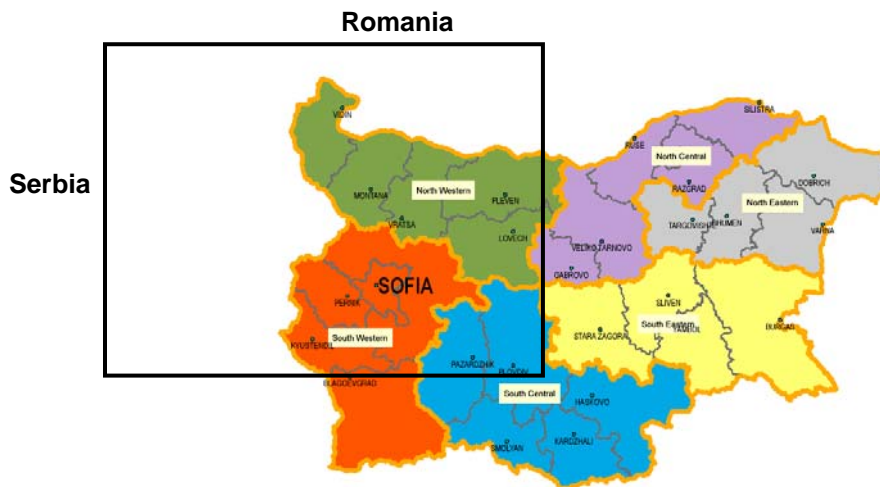 Romania
Serbia
VIDIN
SILISTRA
RUSE
North Central
DOBRICH
RAZGRAD
North Western
MONTANA
PLEVEN
North Eastern
VRATSA
TARGOVISHTE
SHUMEN
VARNA
LOVECH
VELIKO TARNOVO
GABROVO
SOFIA
PERNIK
SLIVEN
South Eastern
BURGAS
YAMBOL
STARA ZAGORA
South Western
KYUSTENDIL
PAZARDZHIK
PLOVDIV
BLAGOEVGRAD
South Central
HASKOVO
SMOLYAN
KARDZHALI